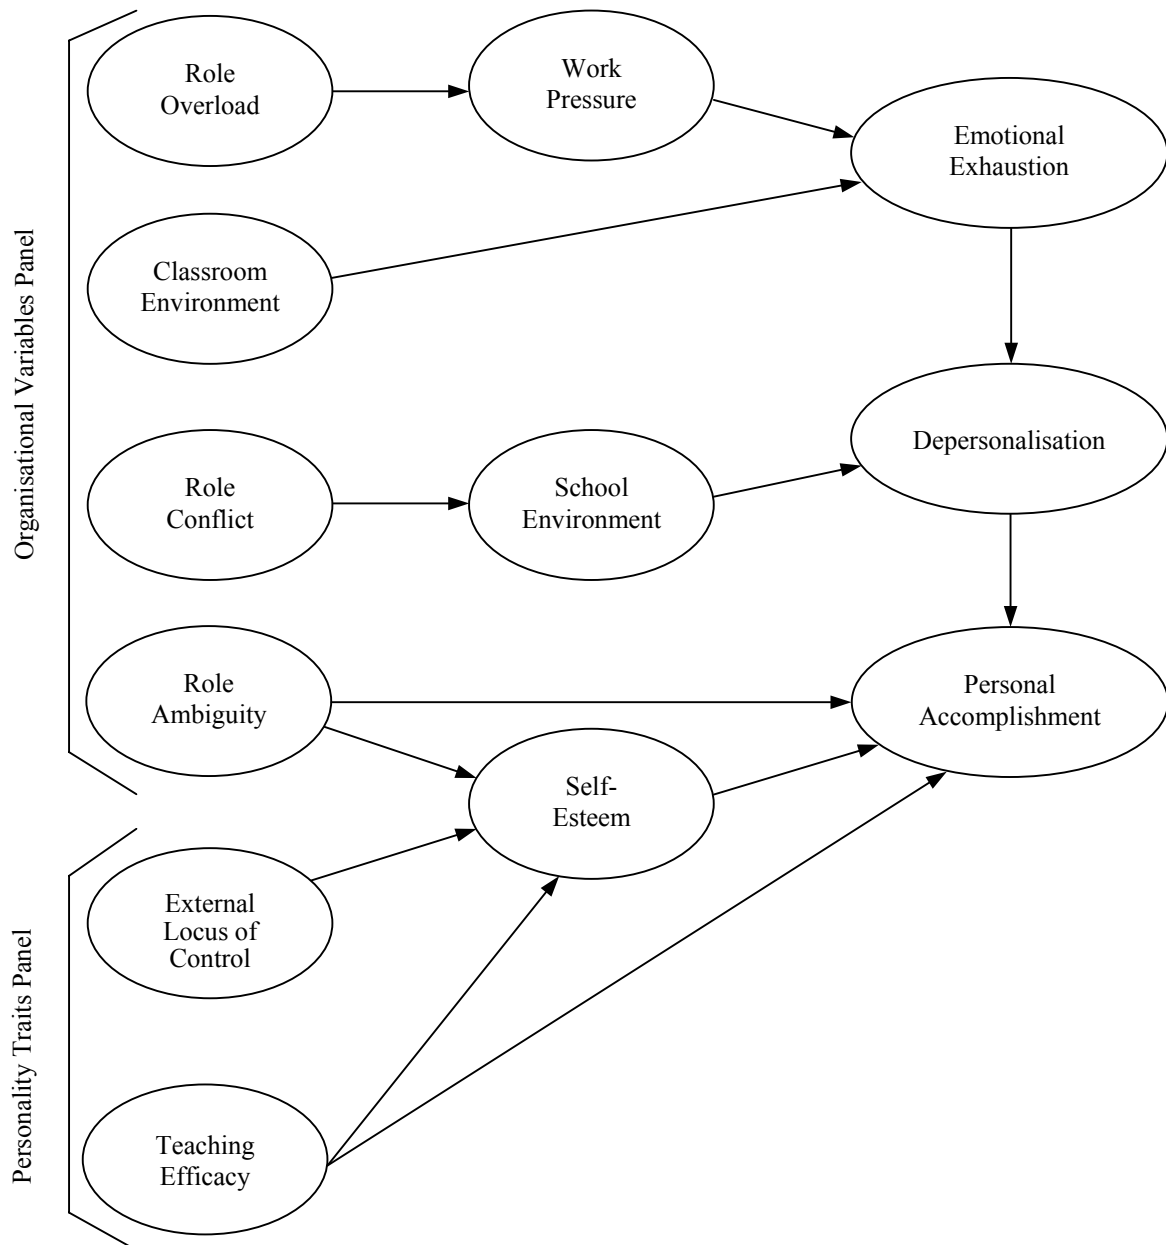 Organisational Variables Panel
Role
Overload
Work
Pressure
Emotional
Exhaustion
Classroom
Environment
Depersonalisation
Role
Conflict
School
Environment
Role
Ambiguity
Personal
Accomplishment
Self-
Esteem
Personality Traits Panel
External
Locus of
Control
Teaching
Efficacy